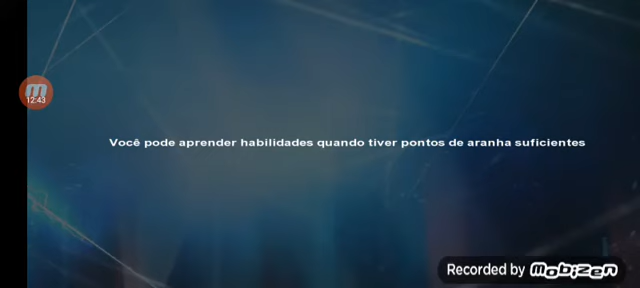 12:43
Você pode aprender habilidades quando tiver pontos de aranha suficientes
Recorded by mobizen